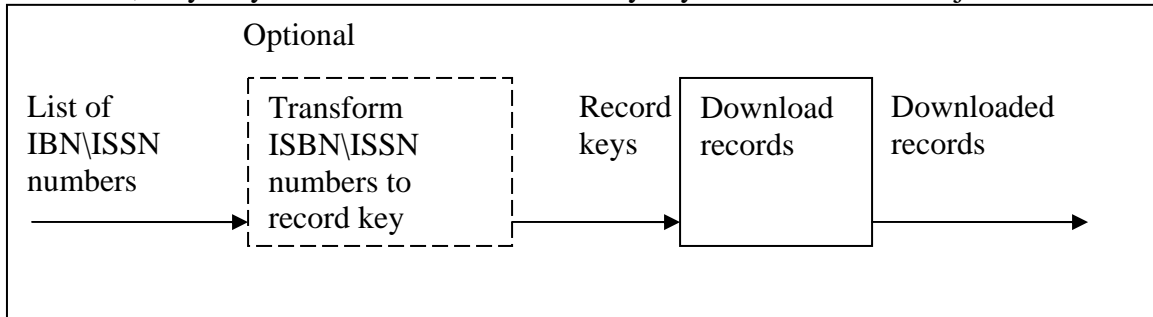 Optional
List of
IBN\ISSN
numbers
Transform
ISBN\ISSN
numbers to
record key
Record
keys
Download
records
Downloaded
records